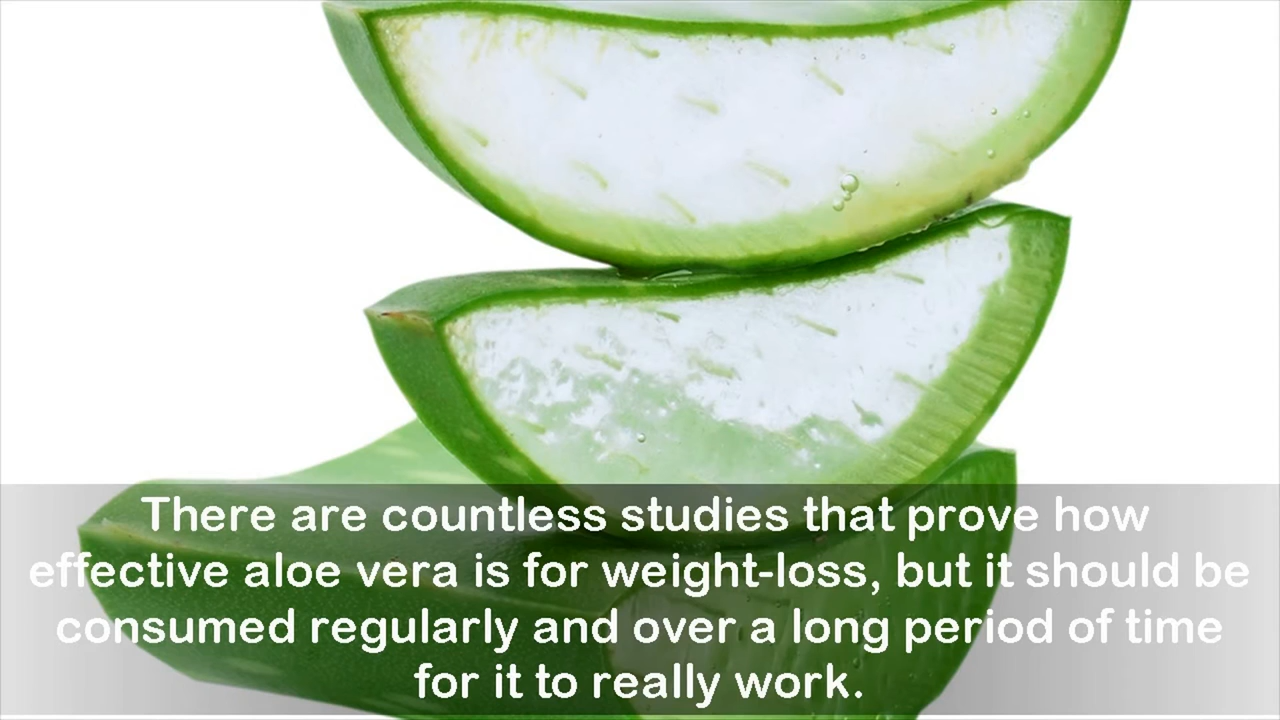 There are countless studies that prove how
effective aloe vera is for weight-loss, but it should be
consumed regularly and over a long period of time
for it to really work.